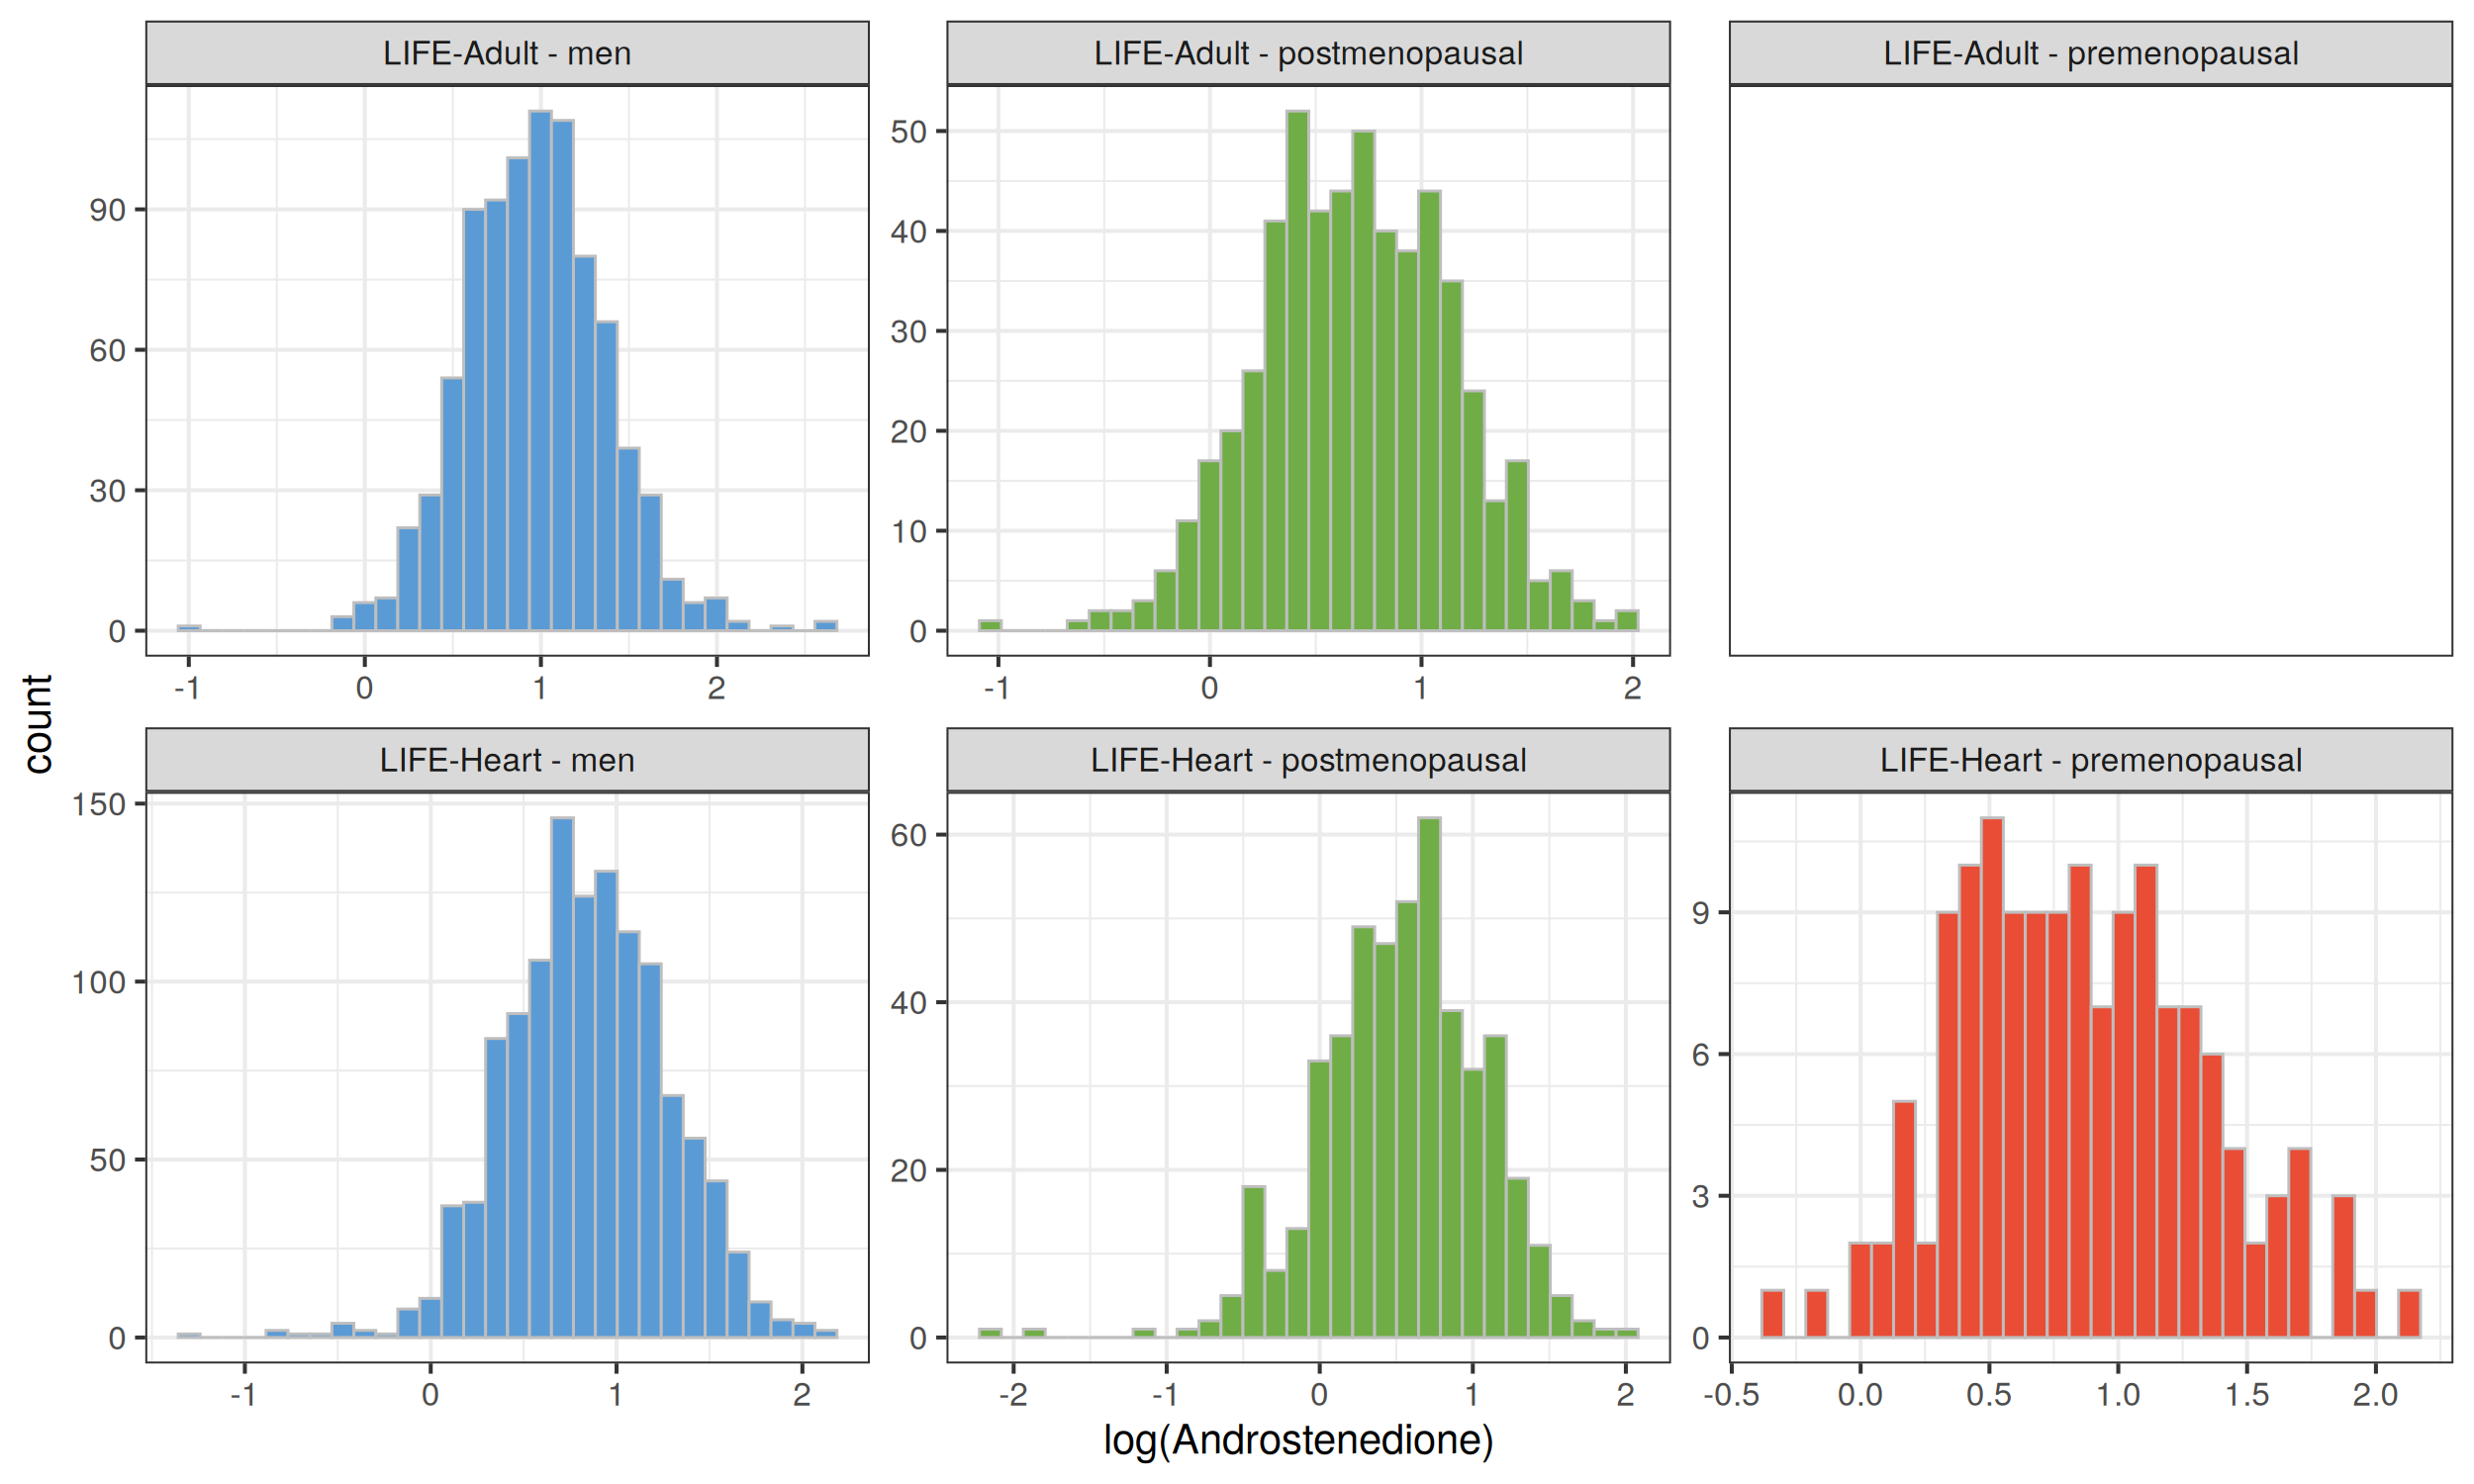 LIFE-Adult - men
LIFE-Adult - postmenopausal
LIFE-Adult - premenopausal
90
60
30
0
-1 0 1 2
50
40
30
20
10
0
-1 0 1 2
count
LIFE-Heart - men
LIFE-Heart - postmenopausal
LIFE-Heart - premenopausal
150
100
50
0
-1 0 1 2
60
40
20
0
-2 -1 0 1 2
9
6
3
0
-0.5 0.0 0.5 1.0 1.5 2.0
log(Androstenedione)